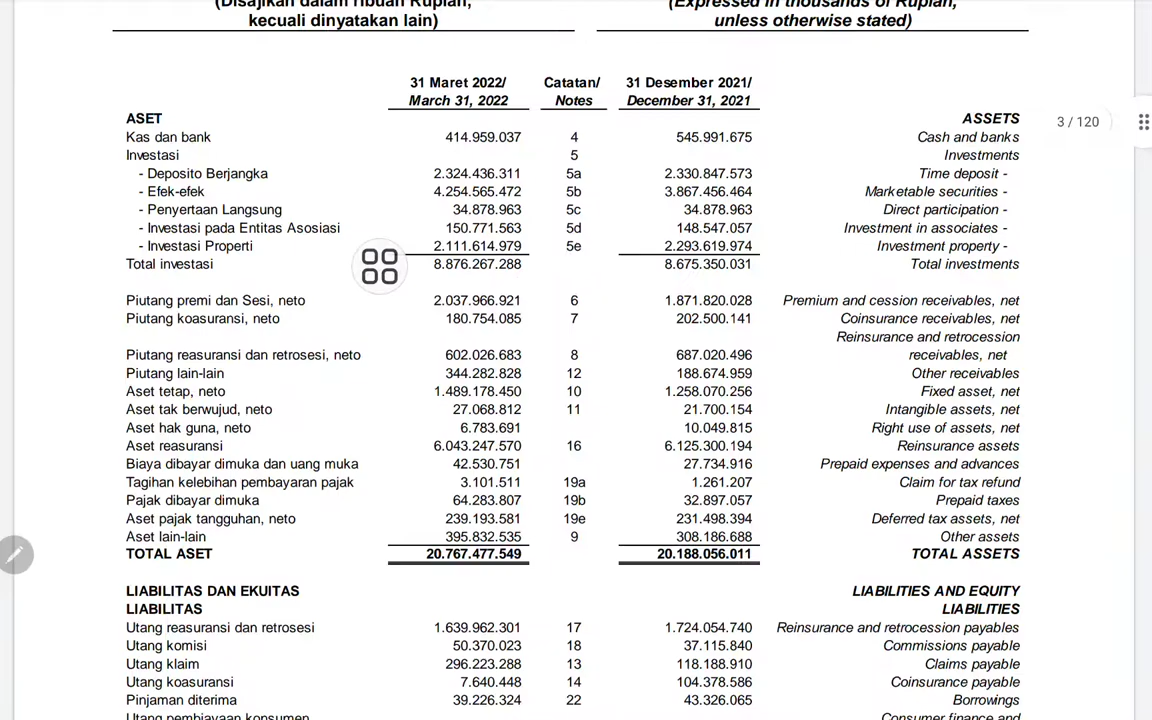 (Disajikan dalam ribuan Rupiah, (Expressed in thousands of Rupiah,
kecuali dinyatakan lain) unless otherwise stated)
31 Maret 2022/ Catatan/ 31 Desember 2021/
March 31, 2022 Notes December 31, 2021
ASET ASSETS
3 / 120
Kas dan bank 414.959.037 4 545.991.675 Cash and banks
Investasi 5 Investments
- Deposito Berjangka 2.324.436.311 5a 2.330.847.573 Time deposit -
- Efek-efek 4.254.565.472 5b 3.867.456.464 Marketable securities -
- Penyertaan Langsung 34.878.963 5c 34.878.963 Direct participation -
- Investasi pada Entitas Asosiasi 150.771.563 5d 148.547.057 Investment in associates -
- Investasi Properti 2.111.614.979 5e 2.293.619.974 Investment property -
Total investasi 8.876.267.288 8.675.350.031 Total investments
Piutang premi dan Sesi, neto 2.037.966.921 6 1.871.820.028 Premium and cession receivables, net
Piutang koasuransi, neto 180.754.085 7 202.500.141 Coinsurance receivables, net
Reinsurance and retrocession
Piutang reasuransi dan retrosesi, neto 602.026.683 8 687.020.496 receivables, net
Piutang lain-lain 344.282.828 12 188.674.959 Other receivables
Aset tetap, neto 1.489.178.450 10 1.258.070.256 Fixed asset, net
Aset tak berwujud, neto 27.068.812 11 21.700.154 Intangible assets, net
Aset hak guna, neto 6.783.691 10.049.815 Right use of assets, net
Aset reasuransi 6.043.247.570 16 6.125.300.194 Reinsurance assets
Biaya dibayar dimuka dan uang muka 42.530.751 27.734.916 Prepaid expenses and advances
Tagihan kelebihan pembayaran pajak 3.101.511 19a 1.261.207 Claim for tax refund
Pajak dibayar dimuka 64.283.807 19b 32.897.057 Prepaid taxes
Aset pajak tangguhan, neto 239.193.581 19e 231.498.394 Deferred tax assets, net
Aset lain-lain 395.832.535 9 308.186.688 Other assets
TOTAL ASET 20.767.477.549 20.188.056.011 TOTAL ASSETS
LIABILITAS DAN EKUITAS LIABILITIES AND EQUITY
LIABILITAS LIABILITIES
Utang reasuransi dan retrosesi 1.639.962.301 17 1.724.054.740 Reinsurance and retrocession payables
Utang komisi 50.370.023 18 37.115.840 Commissions payable
Utang klaim 296.223.288 13 118.188.910 Claims payable
Utang koasuransi 7.640.448 14 104.378.586 Coinsurance payable
Pinjaman diterima 39.226.324 22 43.326.065 Borrowings
Utang pembiayaan konsumen Consumer finance and